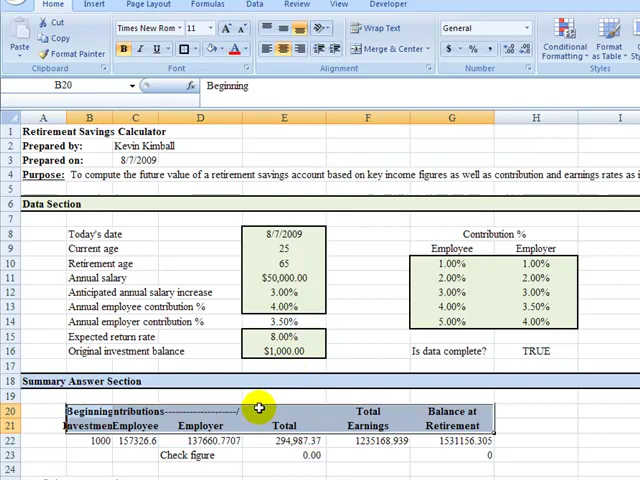 Home Insert Page Layout Formulas Data Review View Developer
Cut
Copy
Format Painter
Paste
Clipboard
Times New Rom 11
B I U
Font
Wrap Text
Merge & Center
Alignment
General
$ % ,
Number
Conditional Formatting
Format as Table
Styles
B20 fx Beginning
A B C D E F G H I
1 Retirement Savings Calculator
2 Prepared by: Kevin Kimball
3 Prepared on: 8/7/2009
4 Purpose: To compute the future value of a retirement savings account based on key income figures as well as contribution and earnings rates as i
5
6 Data Section
7
8 Today's date 8/7/2009 Contribution %
9 Current age 25 Employee Employer
10 Retirement age 65 1.00% 1.00%
11 Annual salary $50,000.00 2.00% 2.00%
12 Anticipated annual salary increase 3.00% 3.00% 3.00%
13 Annual employee contribution % 4.00% 4.00% 3.50%
14 Annual employer contribution % 3.50% 5.00% 4.00%
15 Expected return rate 8.00%
16 Original investment balance $1,000.00 Is data complete? TRUE
17
18 Summary Answer Section
19
20 Beginning ntributions--------------------/ Total Balance at
21 Investmen Employee Employer Total Earnings Retirement
22 1000 157326.6 137660.7707 294,987.37 1235168.939 1531156.305
23 Check figure 0.00 0
24